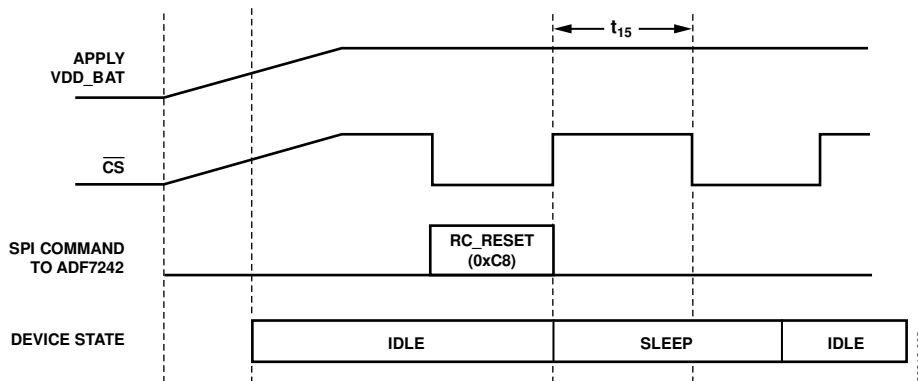 t15
APPLY
VDD_BAT
CS
RC_RESET
(0xC8)
SPI COMMAND
TO ADF7242
DEVICE STATE
IDLE
SLEEP
IDLE